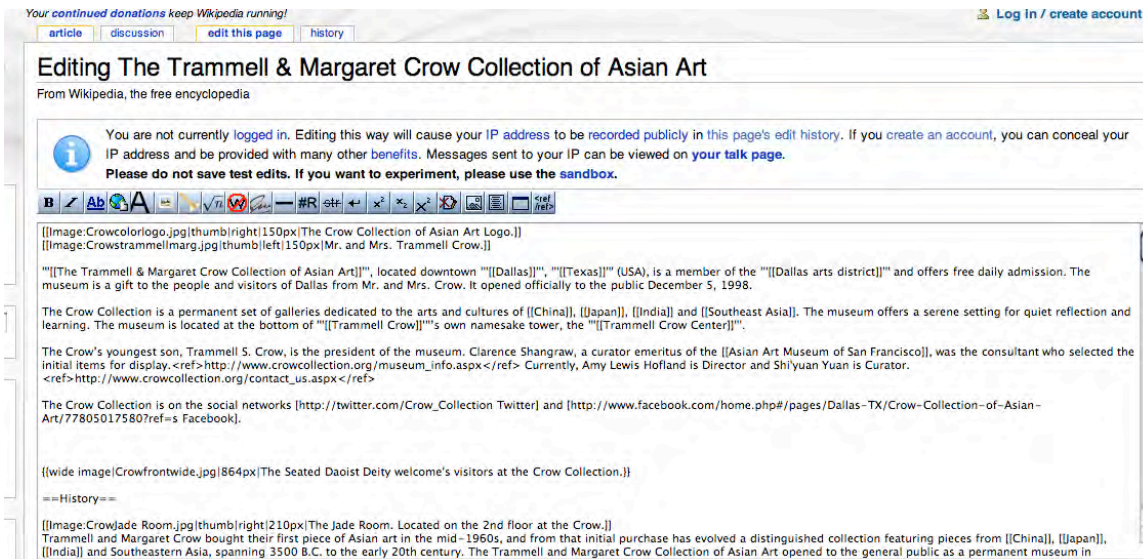 Your continued donations keep Wikipedia running!
Log in / create account
article discussion edit this page history
Editing The Trammell & Margaret Crow Collection of Asian Art
From Wikipedia, the free encyclopedia
You are not currently logged in. Editing this way will cause your IP address to be recorded publicly in this page's edit history. If you create an account, you can conceal your
IP address and be provided with many other benefits. Messages sent to your IP can be viewed on your talk page.
Please do not save test edits. If you want to experiment, please use the sandbox.
B I Ab A √n #R str x² x₂ x² <ref/ref>
[[Image:Crowcolorlogo.jpg|thumb|right|150px|The Crow Collection of Asian Art Logo.]]
[[Image:Crowstrammellmarg.jpg|thumb|left|150px|Mr. and Mrs. Trammell Crow.]]
'''[[The Trammell & Margaret Crow Collection of Asian Art]]''', located downtown '''[[Dallas]]''', '''[[Texas]]''' (USA), is a member of the '''[[Dallas arts district]]''' and offers free daily admission. The
museum is a gift to the people and visitors of Dallas from Mr. and Mrs. Crow. It opened officially to the public December 5, 1998.
The Crow Collection is a permanent set of galleries dedicated to the arts and cultures of [[China]], [[Japan]], [[India]] and [[Southeast Asia]]. The museum offers a serene setting for quiet reflection and
learning. The museum is located at the bottom of '''[[Trammell Crow]]''''s own namesake tower, the '''[[Trammell Crow Center]]'''.
The Crow's youngest son, Trammell S. Crow, is the president of the museum. Clarence Shangraw, a curator emeritus of the [[Asian Art Museum of San Francisco]], was the consultant who selected the
initial items for display.<ref>http://www.crowcollection.org/museum_info.aspx</ref> Currently, Amy Lewis Hofland is Director and Shi'yuan Yuan is Curator.
<ref>http://www.crowcollection.org/contact_us.aspx</ref>
The Crow Collection is on the social networks [http://twitter.com/Crow_Collection Twitter] and [http://www.facebook.com/home.php#/pages/Dallas-TX/Crow-Collection-of-Asian-
Art/77805017580?ref=s Facebook].
{{wide image|Crowfrontwide.jpg|864px|The Seated Daoist Deity welcome's visitors at the Crow Collection.}}
==History==
[[Image:CrowJade Room.jpg|thumb|right|210px|The Jade Room. Located on the 2nd floor at the Crow.]]
Trammell and Margaret Crow bought their first piece of Asian art in the mid-1960s, and from that initial purchase has evolved a distinguished collection featuring pieces from [[China]], [[Japan]],
[[India]] and Southeastern Asia, spanning 3500 B.C. to the early 20th century. The Trammell and Margaret Crow Collection of Asian Art opened to the general public as a permanent museum in